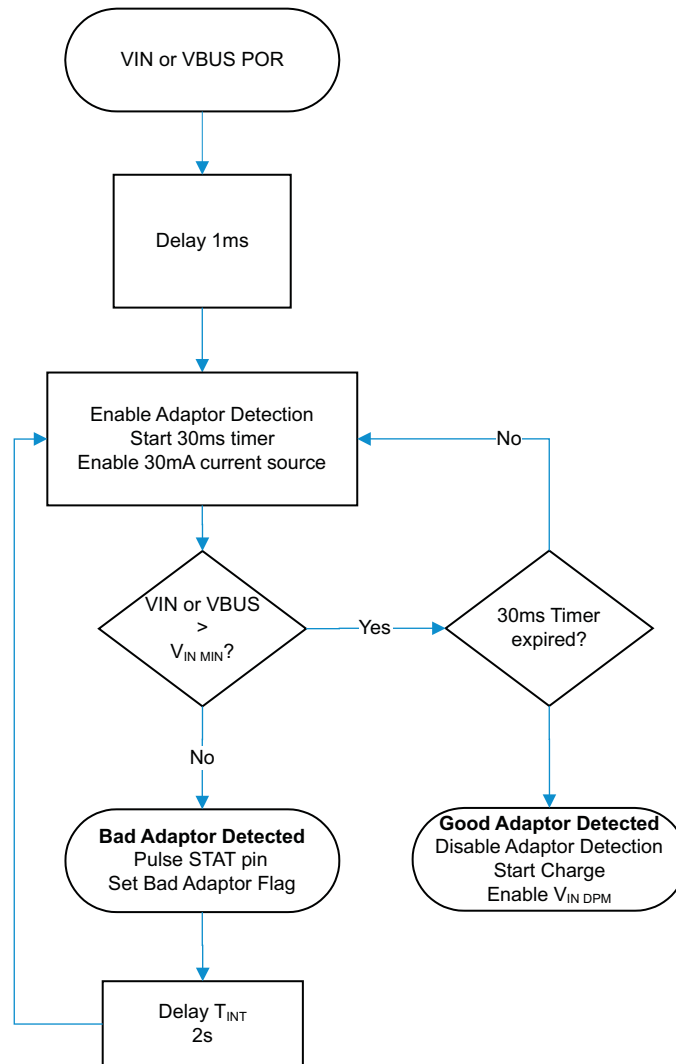 VIN or VBUS POR
Delay 1ms
Enable Adaptor Detection
Start 30ms timer
Enable 30mA current source
No
VIN or VBUS
>
VIN MIN?
Yes
30ms Timer
expired?
No
Bad Adaptor Detected
Pulse STAT pin
Set Bad Adaptor Flag
Good Adaptor Detected
Disable Adaptor Detection
Start Charge
Enable VIN DPM
Delay TINT
2s